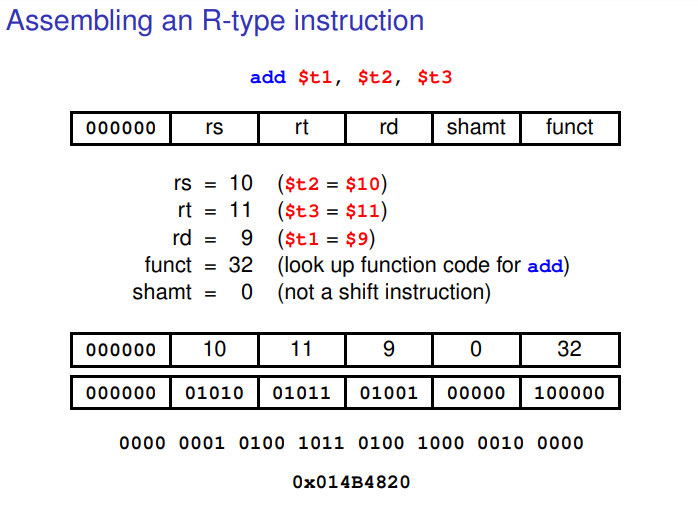 Assembling an R-type instruction
add $t1, $t2, $t3
000000 rs rt rd shamt funct
rs = 10 ($t2 = $10)
rt = 11 ($t3 = $11)
rd = 9 ($t1 = $9)
funct = 32 (look up function code for add)
shamt = 0 (not a shift instruction)
000000 10 11 9 0 32
000000 01010 01011 01001 00000 100000
0000 0001 0100 1011 0100 1000 0010 0000
0x014B4820